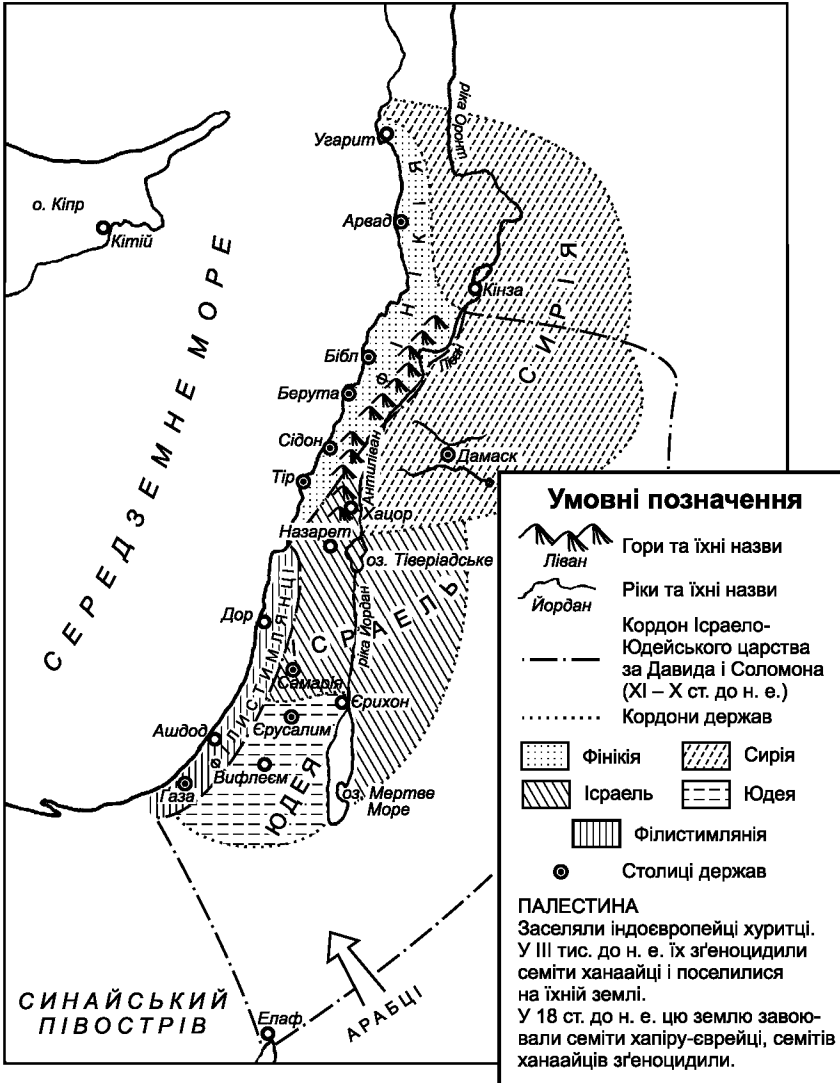 ріка Оронт
Угарит
ФІНІКІЯ
о. Кіпр
Арвад
Кітій
СЕРЕДЗЕМНЕ МОРЕ
СИРІЯ
Кінза
Бібл
Ліван
Берута
Сідон
Антиліван
Дамаск
Тір
Хацор
Назарет
оз. Тіверіадське
ІСРАЕЛЬ
ріка Йордан
Дор
ФІЛИСТИМЛЯНЦІ
Самарія
Єрихон
Ашдод
Єрусалим
Вифлеєм
Газа
ЮДЕЯ
оз. Мертве
Море
СИНАЙСЬКИЙ
ПІВОСТРІВ
АРАБЦІ
Елаф
Умовні позначення
Ліван
Гори та їхні назви
Йордан
Ріки та їхні назви
Кордон Ісраело-
Юдейського царства
за Давида і Соломона
(XI – X ст. до н. е.)
Кордони держав
Фінікія
Сирія
Ісраель
Юдея
Філистимлянія
Столиці держав
ПАЛЕСТИНА
Заселяли індоєвропейці хуритці.
У III тис. до н. е. їх зґеноцидили
семіти ханаайці і поселилися
на їхній землі.
У 18 ст. до н. е. цю землю завою-
вали семіти хапіру-єврейці, семітів
ханаайців зґеноцидили.